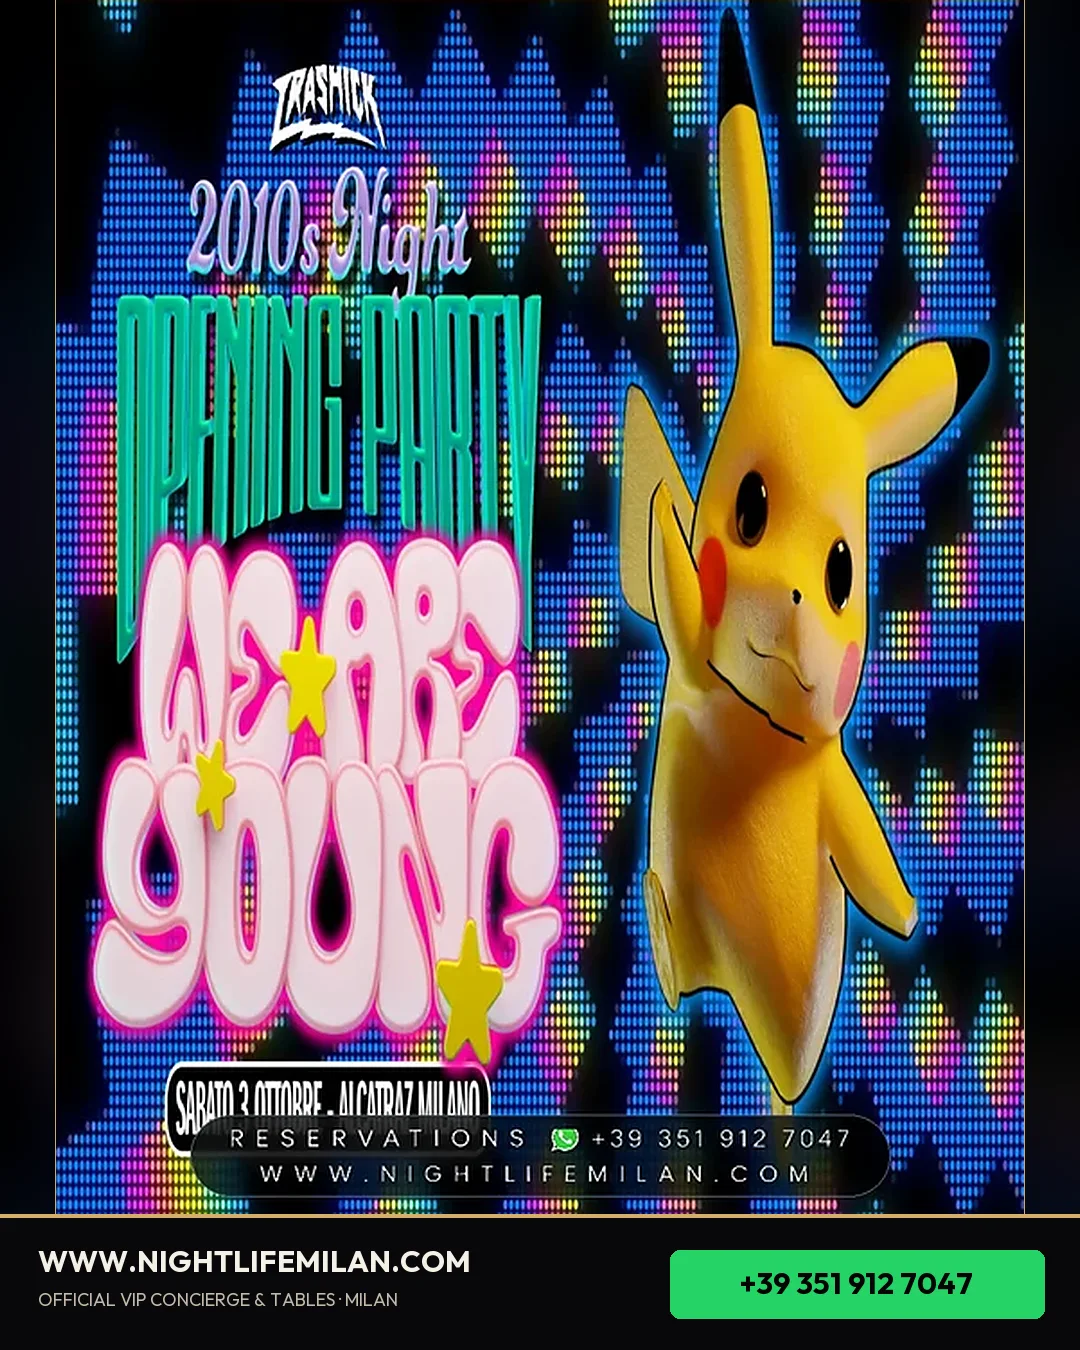 TRASHICK
2010s Night
OPENING PARTY
WE ARE
YOUNG
SABATO 3 OTTOBRE - ALCATRAZ MILANO
RESERVATIONS +39 351 912 7047
WWW.NIGHTLIFEMILAN.COM
WWW.NIGHTLIFEMILAN.COM
+39 351 912 7047
OFFICIAL VIP CONCIERGE & TABLES · MILAN